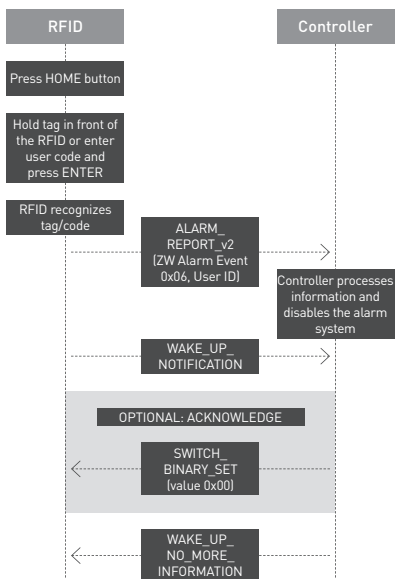 RFID
Controller
Press HOME button
Hold tag in front of
the RFID or enter
user code and
press ENTER
RFID recognizes
tag/code
ALARM_
REPORT_v2
(ZW Alarm Event
0x06, User ID)
Controller processes
information and
disables the alarm
system
WAKE_UP_
NOTIFICATION
OPTIONAL: ACKNOWLEDGE
SWITCH_
BINARY_SET
(value 0x00)
WAKE_UP_
NO_MORE_
INFORMATION